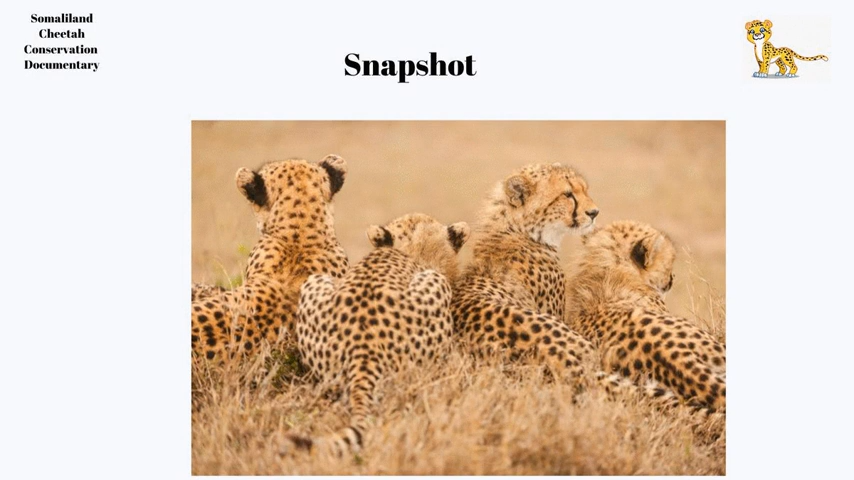 Somaliland
Cheetah
Conservation
Documentary
Snapshot